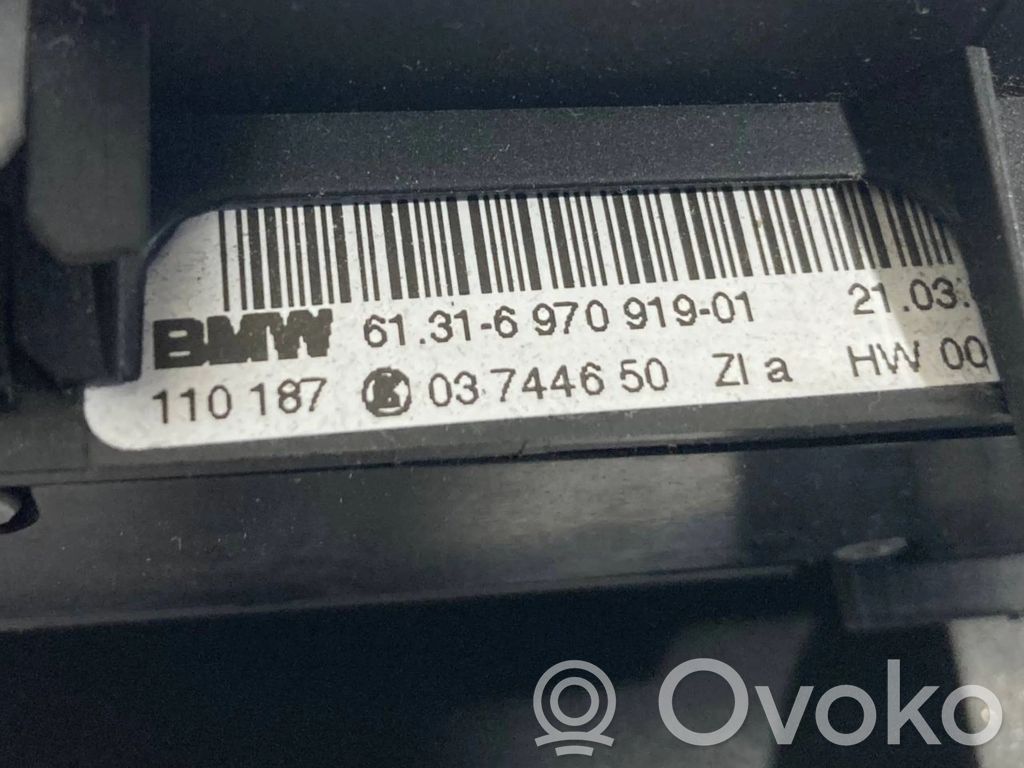 BMW 61.31-6 970 919-01 21.03.
110 187 K 03 7446 50 ZI a HW 00
Ovoko